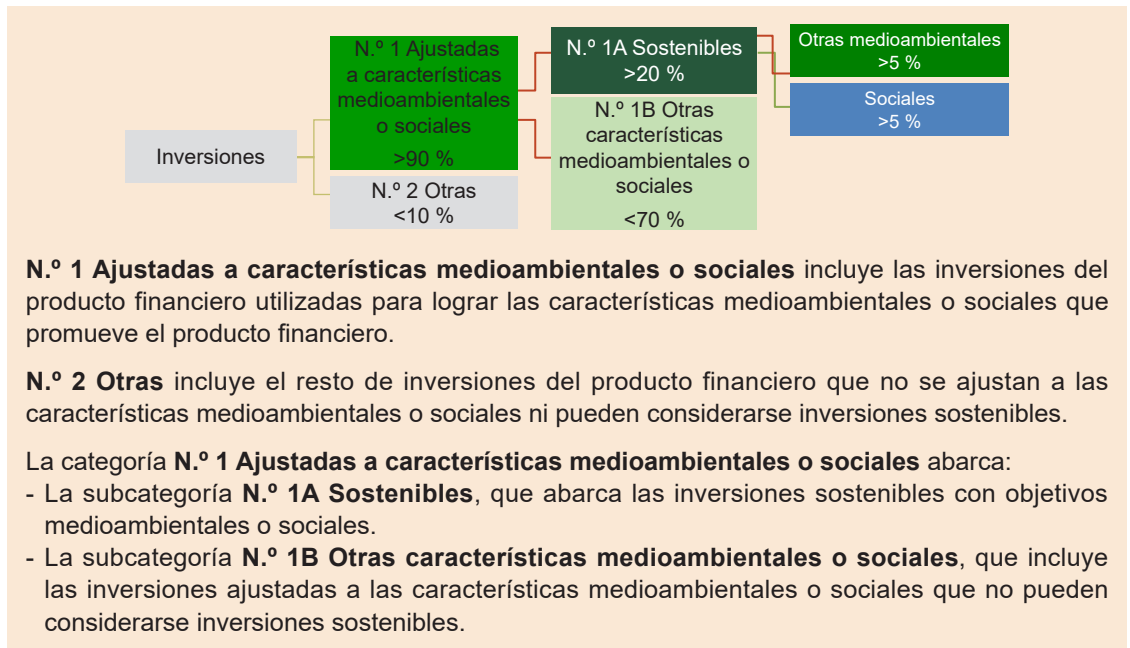 Inversiones
N.º 1 Ajustadas
a características
medioambientales
o sociales
>90 %
N.º 2 Otras
<10 %
N.º 1A Sostenibles
>20 %
N.º 1B Otras
características
medioambientales o
sociales
<70 %
Otras medioambientales
>5 %
Sociales
>5 %
N.º 1 Ajustadas a características medioambientales o sociales incluye las inversiones del
producto financiero utilizadas para lograr las características medioambientales o sociales que
promueve el producto financiero.
N.º 2 Otras incluye el resto de inversiones del producto financiero que no se ajustan a las
características medioambientales o sociales ni pueden considerarse inversiones sostenibles.
La categoría N.º 1 Ajustadas a características medioambientales o sociales abarca:
- La subcategoría N.º 1A Sostenibles, que abarca las inversiones sostenibles con objetivos
medioambientales o sociales.
- La subcategoría N.º 1B Otras características medioambientales o sociales, que incluye
las inversiones ajustadas a las características medioambientales o sociales que no pueden
considerarse inversiones sostenibles.